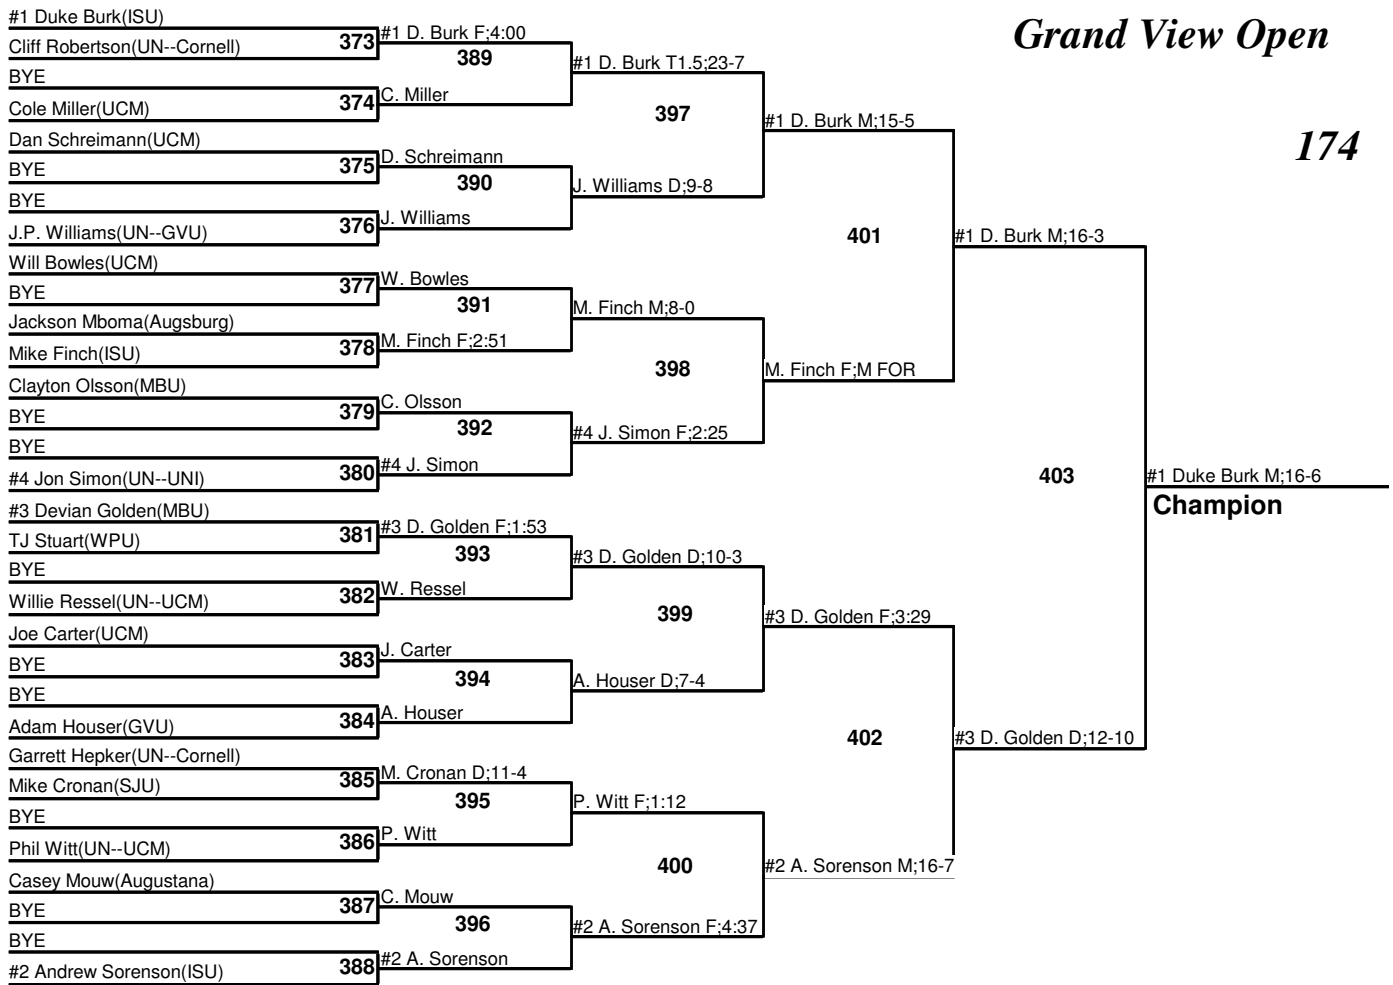 Grand View Open
174
#1 Duke Burk(ISU)
Cliff Robertson(UN--Cornell)
BYE
Cole Miller(UCM)
Dan Schreimann(UCM)
BYE
BYE
J.P. Williams(UN--GVU)
Will Bowles(UCM)
BYE
Jackson Mboma(Augsburg)
Mike Finch(ISU)
Clayton Olsson(MBU)
BYE
BYE
#4 Jon Simon(UN--UNI)
#3 Devian Golden(MBU)
TJ Stuart(WPU)
BYE
Willie Ressel(UN--UCM)
Joe Carter(UCM)
BYE
BYE
Adam Houser(GVU)
Garrett Hepker(UN--Cornell)
Mike Cronan(SJU)
BYE
Phil Witt(UN--UCM)
Casey Mouw(Augustana)
BYE
BYE
#2 Andrew Sorenson(ISU)
373
374
375
376
377
378
379
380
381
382
383
384
385
386
387
388
#1 D. Burk F;4:00
C. Miller
D. Schreimann
J. Williams
W. Bowles
M. Finch F;2:51
C. Olsson
#4 J. Simon
#3 D. Golden F;1:53
W. Ressel
J. Carter
A. Houser
M. Cronan D;11-4
P. Witt
C. Mouw
#2 A. Sorenson
389
390
391
392
393
394
395
396
#1 D. Burk T1.5;23-7
J. Williams D;9-8
M. Finch M;8-0
#4 J. Simon F;2:25
#3 D. Golden D;10-3
A. Houser D;7-4
P. Witt F;1:12
#2 A. Sorenson F;4:37
397
398
399
400
#1 D. Burk M;15-5
M. Finch F;M FOR
#3 D. Golden F;3:29
#2 A. Sorenson M;16-7
401
402
#1 D. Burk M;16-3
#3 D. Golden D;12-10
403
#1 Duke Burk M;16-6
Champion